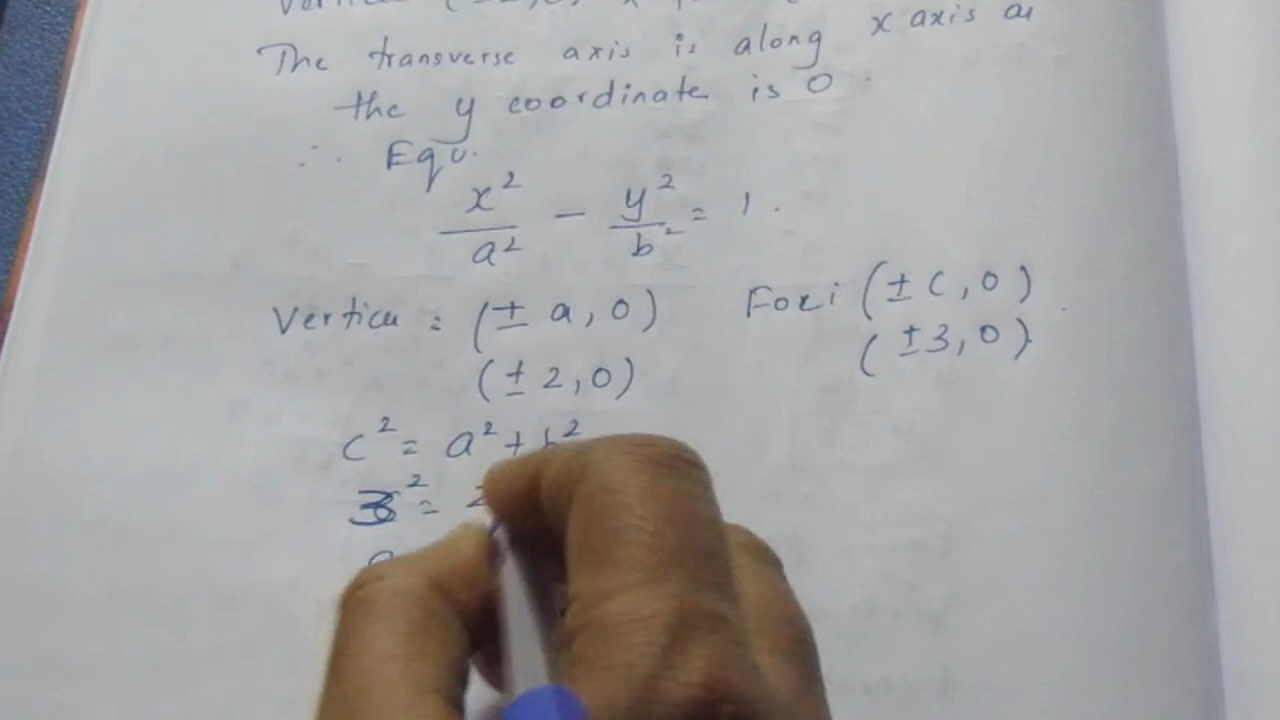 The transverse axis is along x axis as
the y coordinate is 0.
∴ Equ.
x²/a² - y²/b² = 1.
Vertices = (± a, 0) Foci (± c, 0)
(± 2, 0) (± 3, 0)
c² = a² + b²
3² = 2